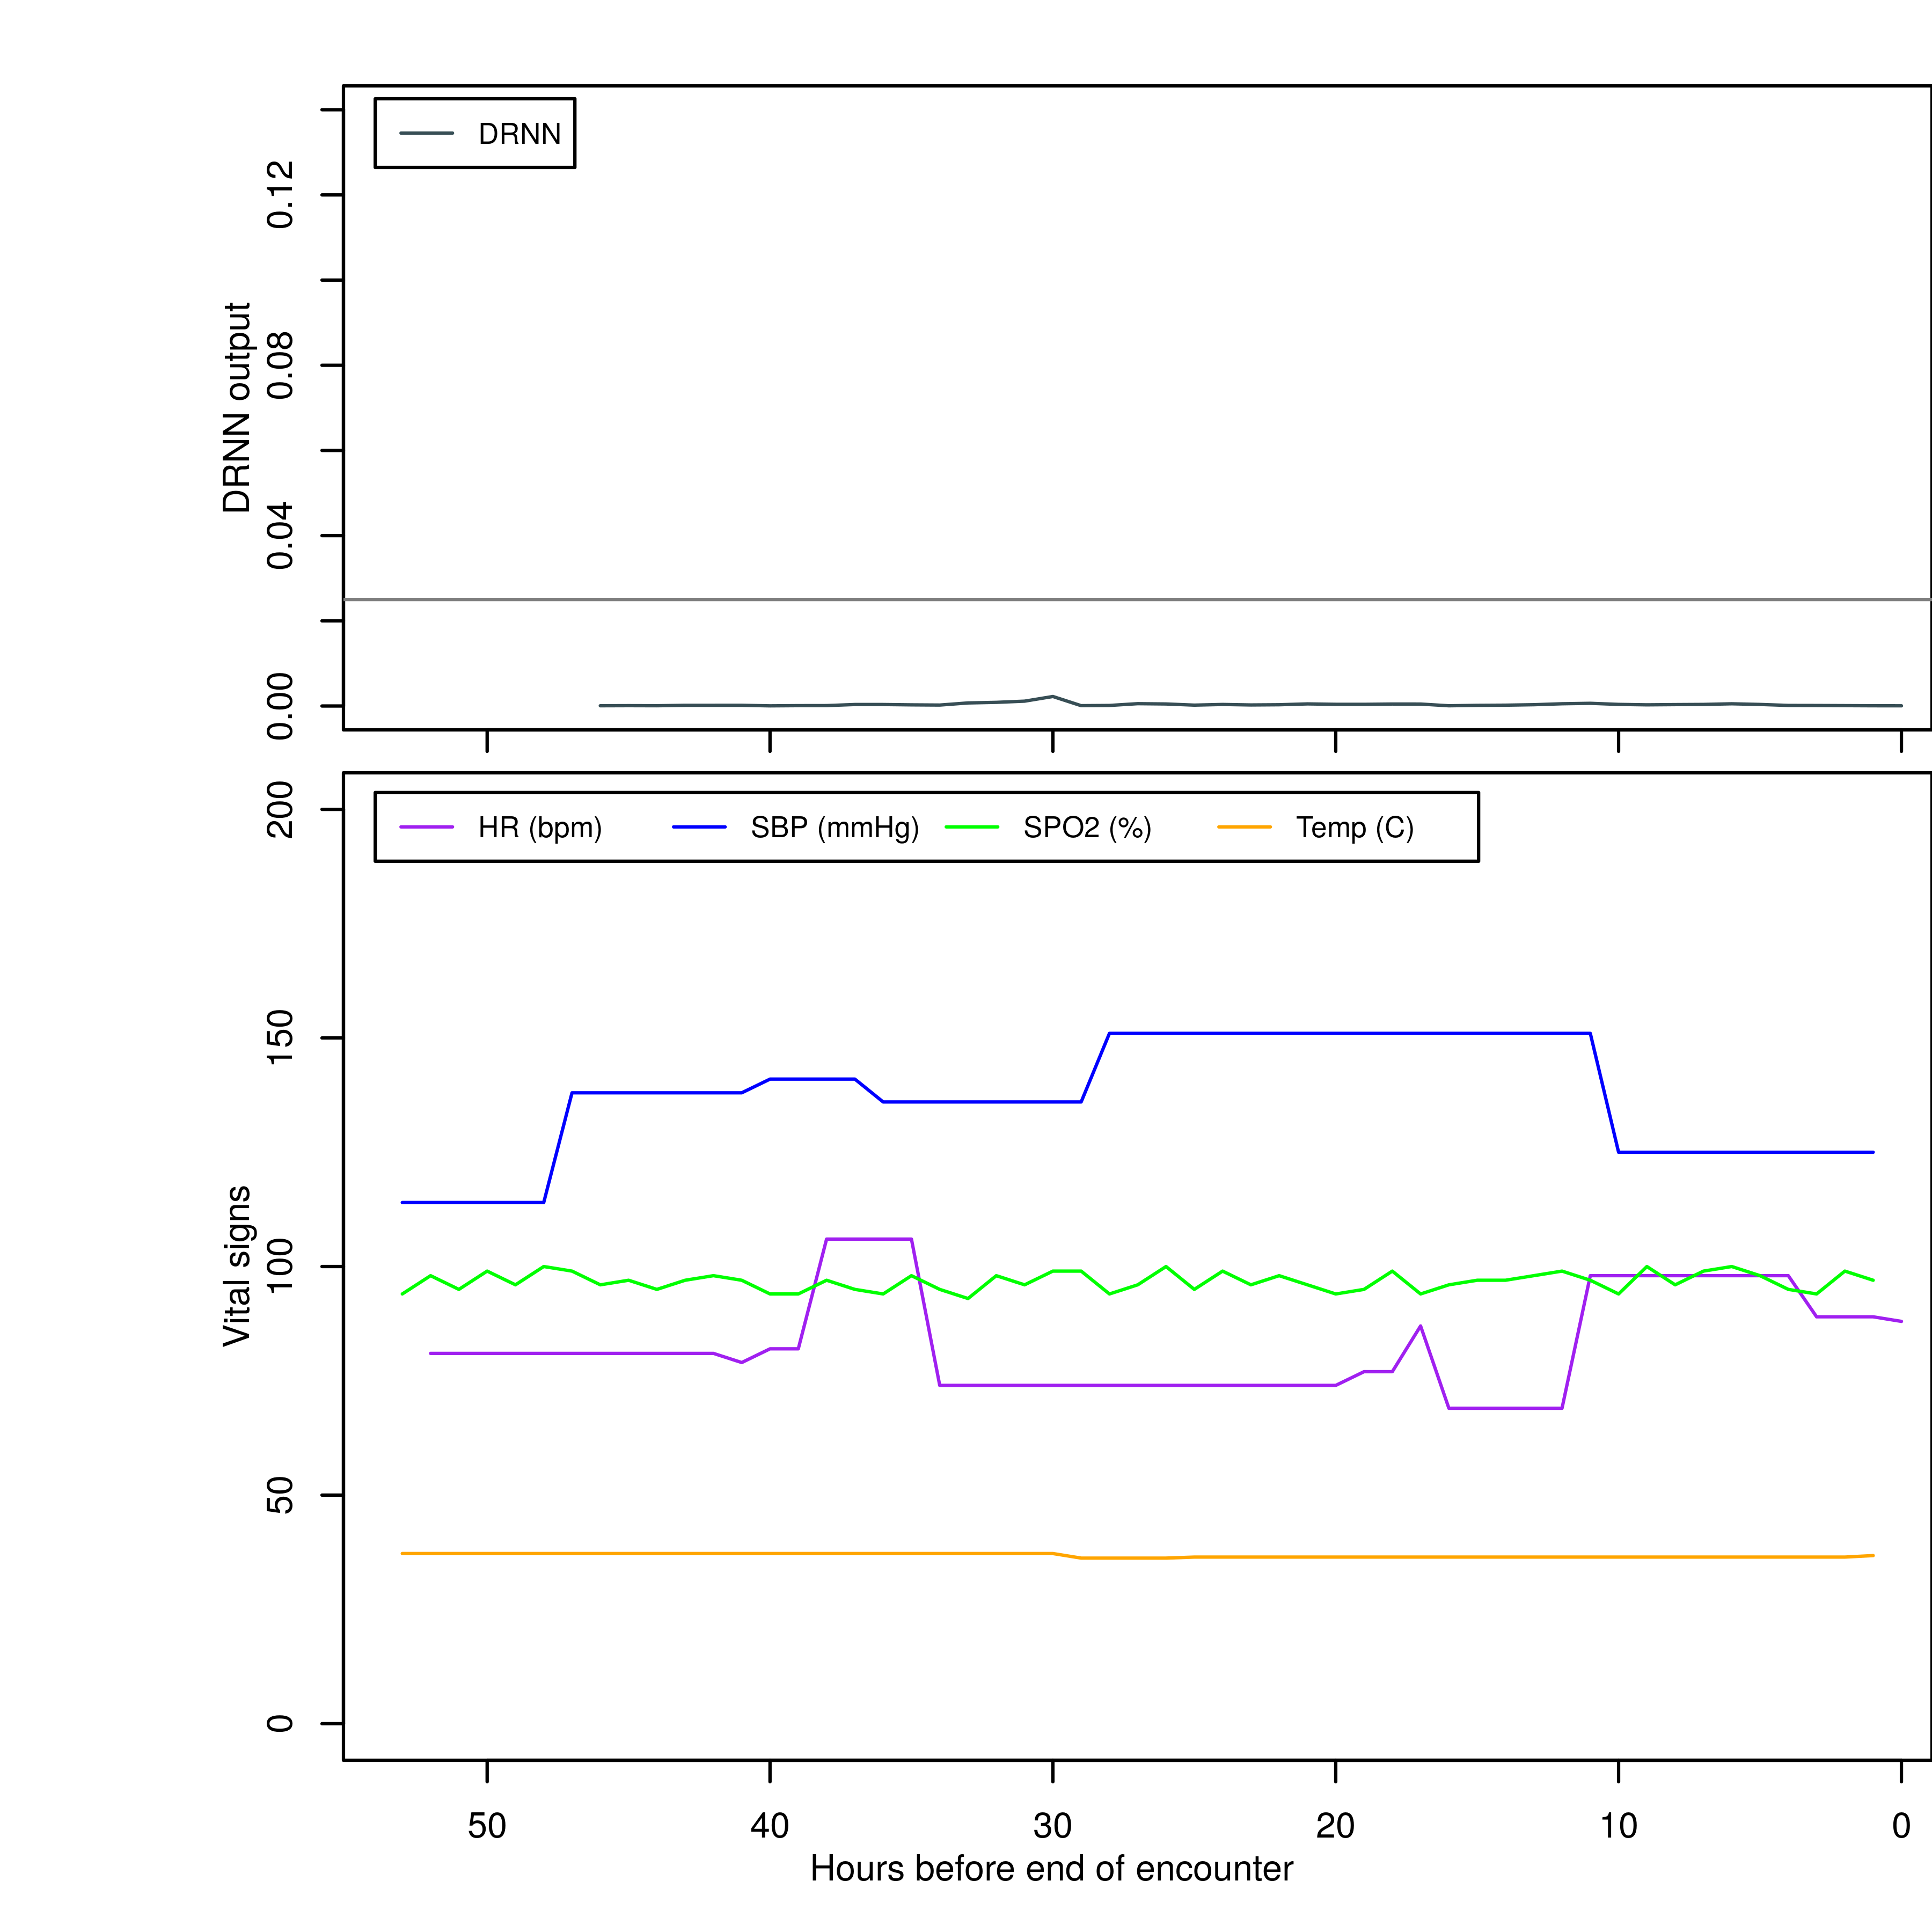 DRNN
DRNN output
0.00
0.04
0.08
0.12
HR (bpm) SBP (mmHg) SPO2 (%) Temp (C)
Vital signs
0
50
100
150
200
50 40 30 20 10 0
Hours before end of encounter